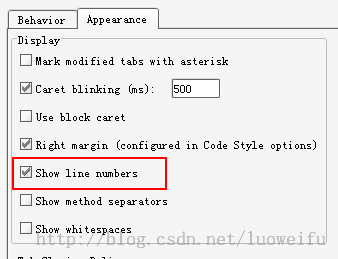 Behavior Appearance
Display
Mark modified tabs with asterisk
Caret blinking (ms): 500
Use block caret
Right margin (configured in Code Style options)
Show line numbers
Show method separators
Show whitespaces
http://blog.csdn.net/luoweifu